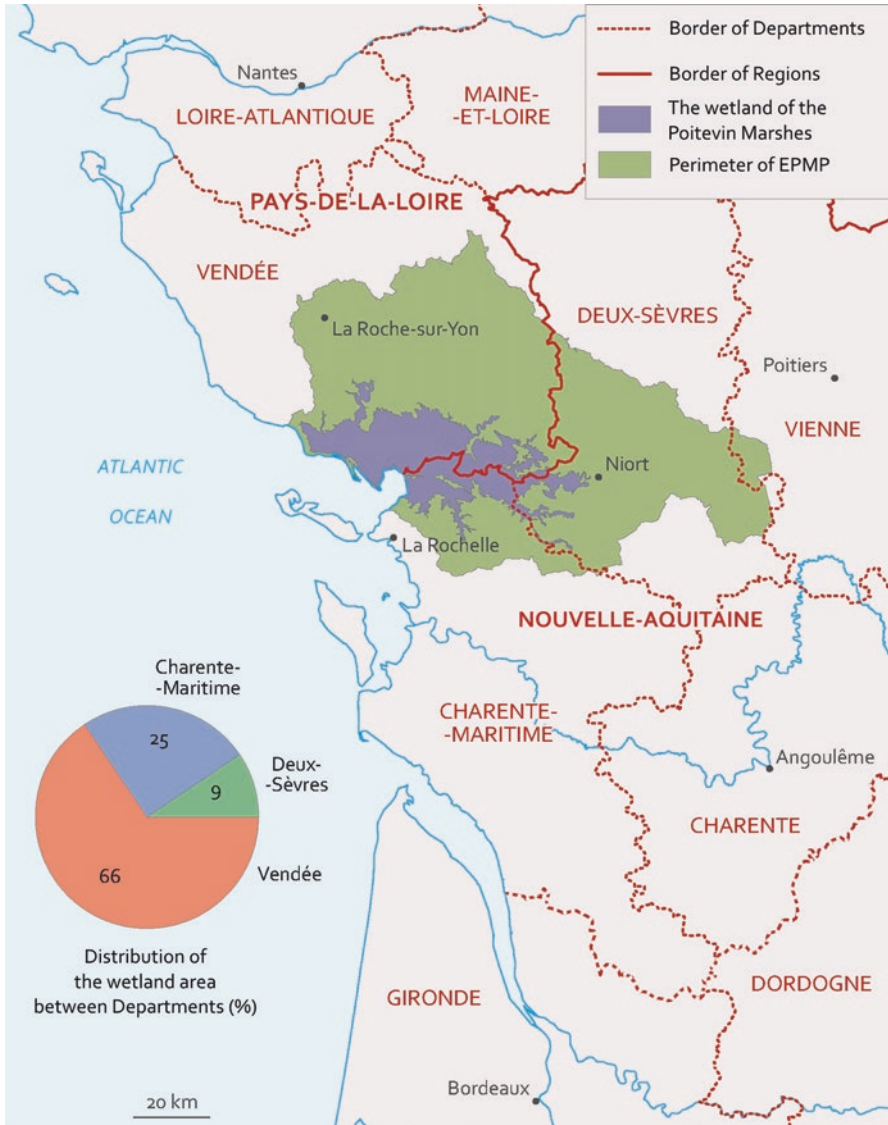 Border of Departments
Border of Regions
The wetland of the
Poitevin Marshes
Perimeter of EPMP
Nantes
LOIRE-ATLANTIQUE
MAINE-
-ET-LOIRE
PAYS-DE-LA-LOIRE
VENDÉE
DEUX-SÈVRES
La Roche-sur-Yon
Poitiers
VIENNE
ATLANTIC
OCEAN
Niort
La Rochelle
NOUVELLE-AQUITAINE
CHARENTE-
-MARITIME
Angoulême
CHARENTE
DORDOGNE
GIRONDE
Bordeaux
Charente-
-Maritime
25
Deux-
-Sèvres
9
66
Vendée
Distribution of
the wetland area
between Departments (%)
20 km